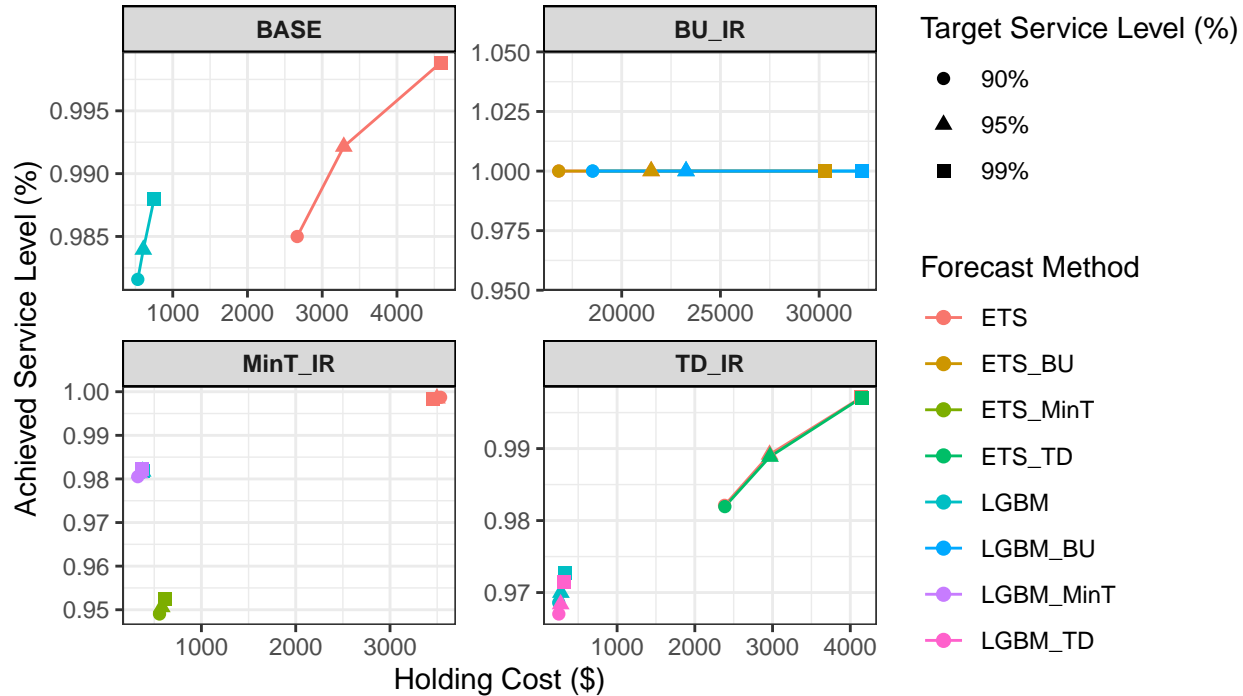 BASE
BU_IR
0.995
0.990
0.985
1000 2000 3000 4000
1.050
1.025
1.000
0.975
0.950
20000 25000 30000
MinT_IR
TD_IR
1.00
0.99
0.98
0.97
0.96
0.95
1000 2000 3000
0.99
0.98
0.97
1000 2000 3000 4000
Achieved Service Level (%)
Holding Cost ($)
Target Service Level (%)
90%
95%
99%
Forecast Method
ETS
ETS_BU
ETS_MinT
ETS_TD
LGBM
LGBM_BU
LGBM_MinT
LGBM_TD